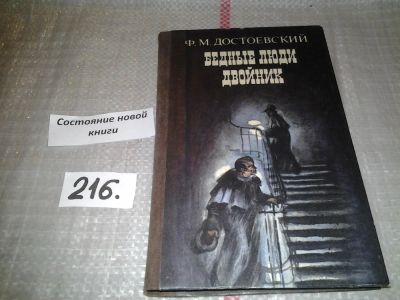 Ф.М. ДОСТОЕВСКИЙ
БЕДНЫЕ ЛЮДИ
ДВОЙНИК
Состояние новой
книги
216.